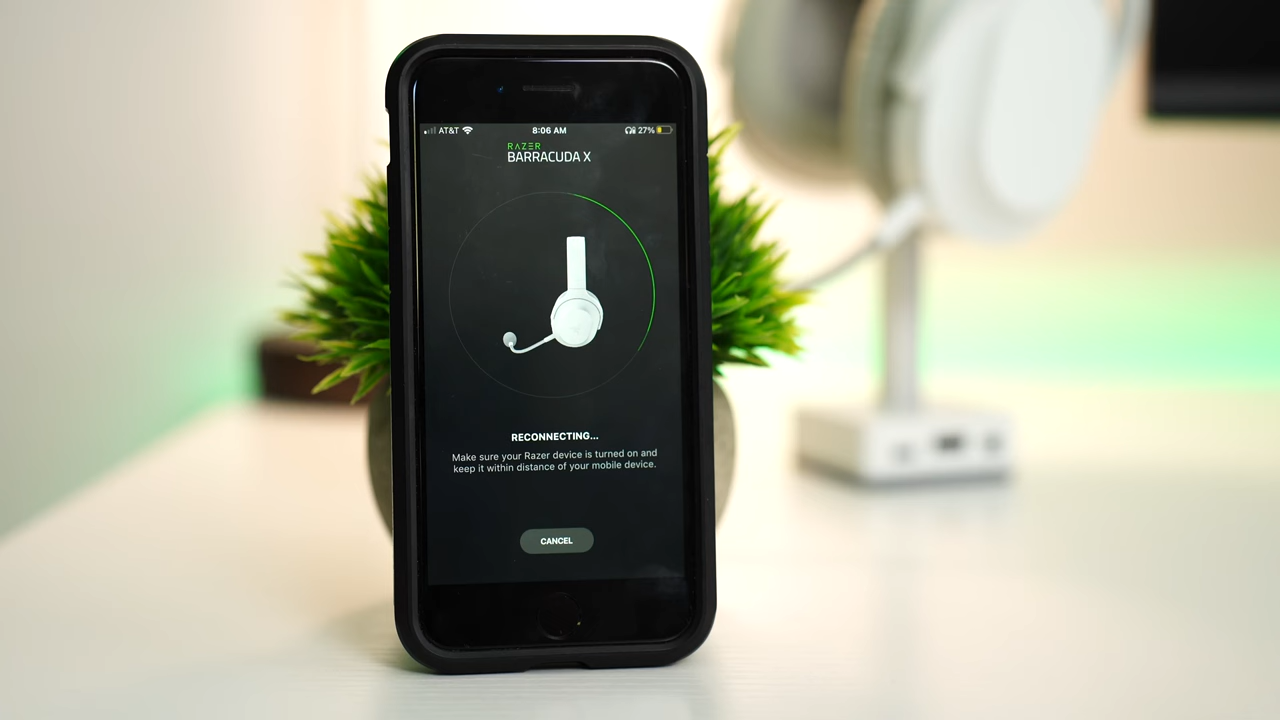 AT&T 8:06 AM 27%
RAZER
BARRACUDA X
RECONNECTING...
Make sure your Razer device is turned on and
keep it within distance of your mobile device.
CANCEL